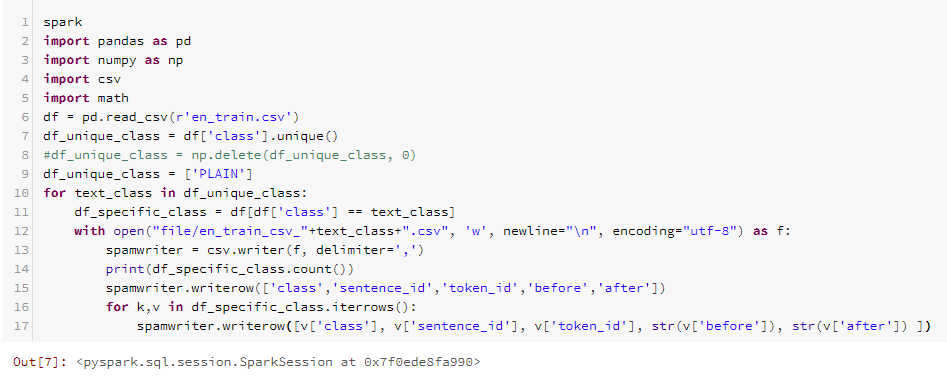 1 spark
2 import pandas as pd
3 import numpy as np
4 import csv
5 import math
6 df = pd.read_csv(r'en_train.csv')
7 df_unique_class = df['class'].unique()
8 #df_unique_class = np.delete(df_unique_class, 0)
9 df_unique_class = ['PLAIN']
10 for text_class in df_unique_class:
11     df_specific_class = df[df['class'] == text_class]
12     with open("file/en_train_csv_"+text_class+".csv", 'w', newline="\n", encoding="utf-8") as f:
13         spamwriter = csv.writer(f, delimiter=',')
14         print(df_specific_class.count())
15         spamwriter.writerow(['class','sentence_id','token_id','before','after'])
16         for k,v in df_specific_class.iterrows():
17             spamwriter.writerow([v['class'], v['sentence_id'], v['token_id'], str(v['before']), str(v['after']) ])
Out[7]: <pyspark.sql.session.SparkSession at 0x7f0ede8fa990>